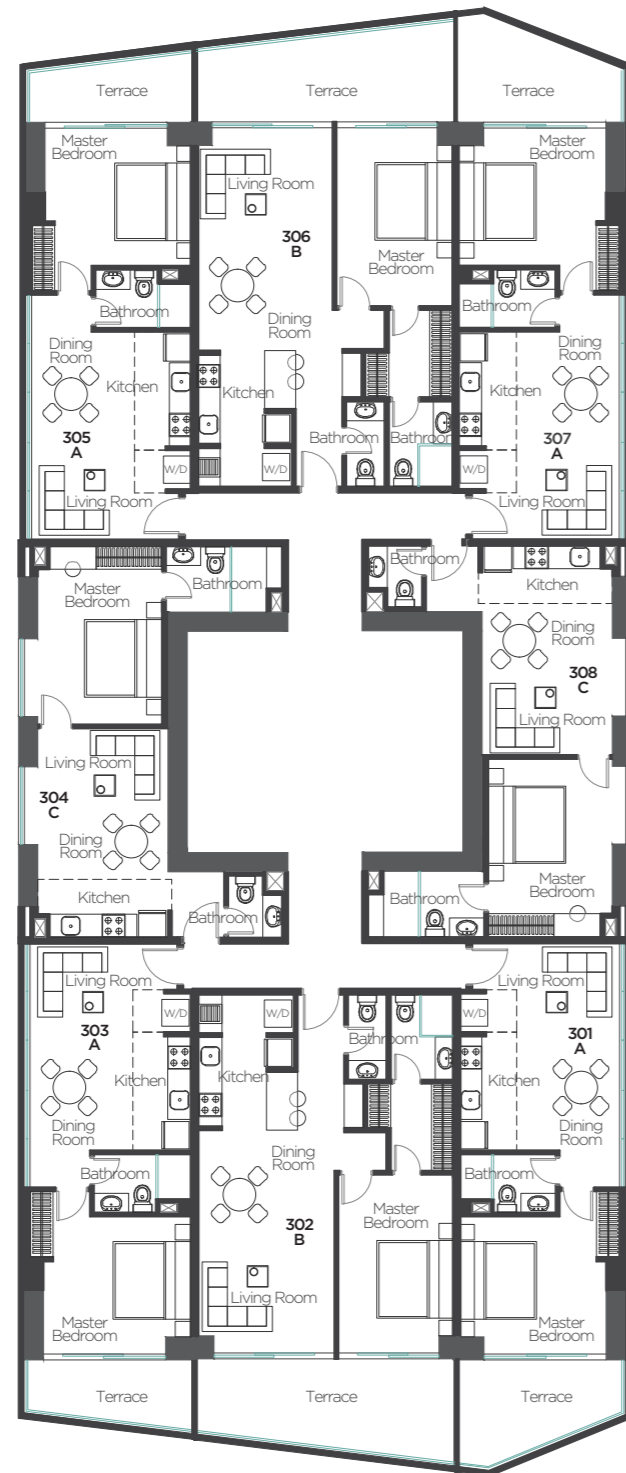 Terrace
Terrace
Terrace
Master
Bedroom
Living Room
306
B
Master
Bedroom
Master
Bedroom
Bathroom
Dining
Room
Kitchen
305
A
W/D
Living Room
Dining
Room
Kitchen
W/D
Bathroom
Bathroom
Bathroom
Dining
Room
Kitchen
307
A
W/D
Living Room
Master
Bedroom
Bathroom
Living Room
304
C
Dining
Room
Kitchen
Bathroom
Bathroom
Kitchen
Dining
Room
308
C
Living Room
Master
Bedroom
Bathroom
Living Room
303
A
W/D
Kitchen
Dining
Room
Bathroom
Master
Bedroom
W/D
Kitchen
Bathroom
Dining
Room
302
B
Master
Bedroom
Living Room
Living Room
W/D
301
A
Kitchen
Dining
Room
Bathroom
Master
Bedroom
Terrace
Terrace
Terrace